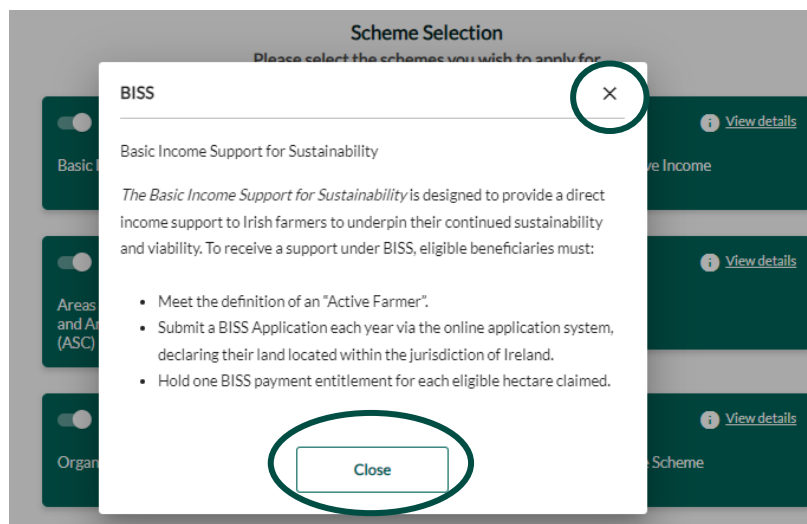 Scheme Selection
Please select the schemes you wish to apply for
BISS
View details
Basic I
ve Income
Basic Income Support for Sustainability
The Basic Income Support for Sustainability is designed to provide a direct
income support to Irish farmers to underpin their continued sustainability
and viability. To receive a support under BISS, eligible beneficiaries must:
View details
Areas
and Ar
(ASC)
• Meet the definition of an “Active Farmer”.
• Submit a BISS Application each year via the online application system,
declaring their land located within the jurisdiction of Ireland.
• Hold one BISS payment entitlement for each eligible hectare claimed.
View details
Organ
Scheme
Close